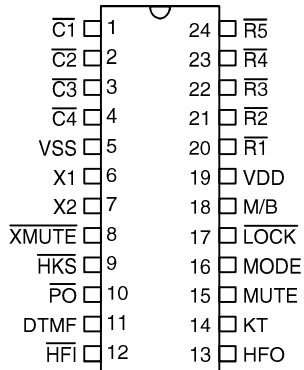 C1 1 24 R5
C2 2 23 R4
C3 3 22 R3
C4 4 21 R2
VSS 5 20 R1
X1 6 19 VDD
X2 7 18 M/B
XMUTE 8 17 LOCK
HKS 9 16 MODE
PO 10 15 MUTE
DTMF 11 14 KT
HFI 12 13 HFO